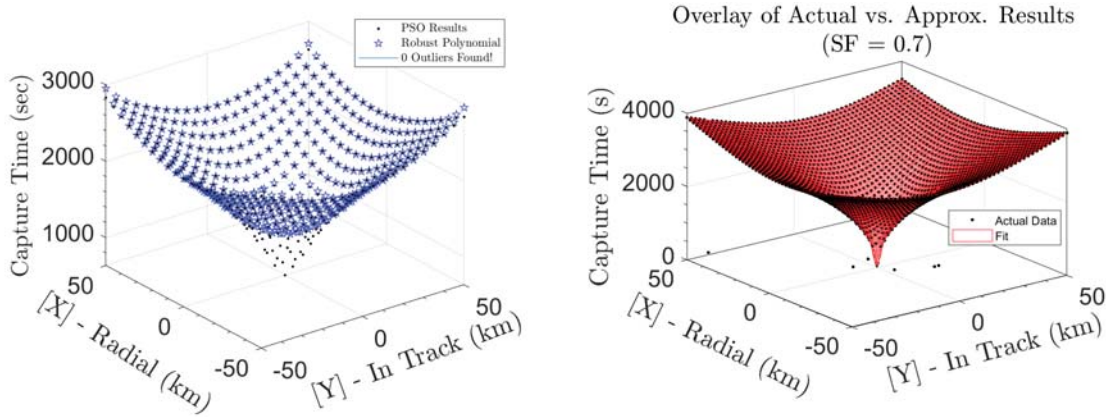 PSO Results
Robust Polynomial
0 Outliers Found!
Capture Time (sec)
3000
2000
1000
50
0
-50
[X] - Radial (km)
-50
0
50
[Y] - In Track (km)
Overlay of Actual vs. Approx. Results
(SF = 0.7)
Capture Time (s)
4000
2000
0
Actual Data
Fit
50
0
-50
[X] - Radial (km)
-50
0
50
[Y] - In Track (km)